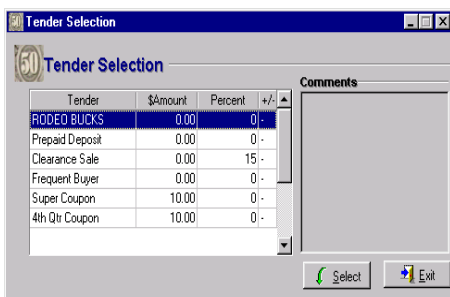 Tender Selection
50 Tender Selection
Comments
Tender $Amount Percent +/-
RODEO BUCKS 0.00 0 -
Prepaid Deposit 0.00 0 -
Clearance Sale 0.00 15 -
Frequent Buyer 0.00 0 -
Super Coupon 10.00 0 -
4th Qtr Coupon 10.00 0 -
Select Exit